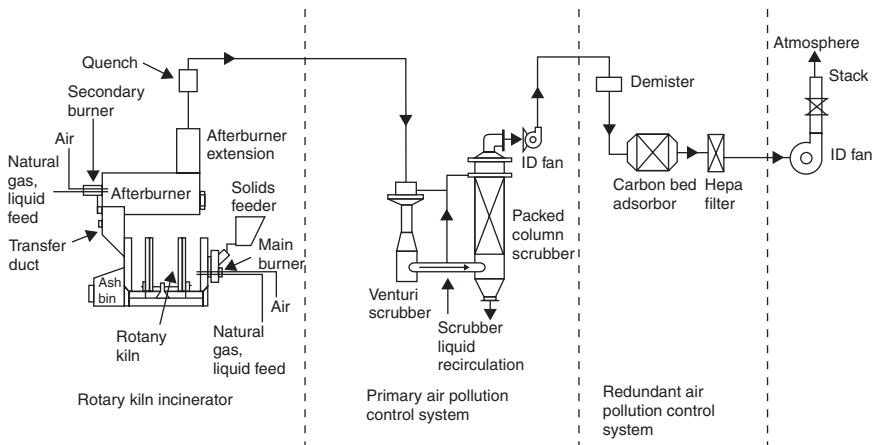 Quench
Secondary
burner
Air
Natural
gas,
liquid
feed
Afterburner
Afterburner
extension
Solids
feeder
Transfer
duct
Main
burner
Ash
bin
Air
Rotany
kiln
Natural
gas,
liquid feed
Rotary kiln incinerator
ID fan
Packed
column
scrubber
Venturi
scrubber
Scrubber
liquid
recirculation
Primary air pollution
control system
Demister
Carbon bed
adsorbor
Hepa
filter
Redundant air
pollution control
system
Atmosphere
Stack
ID fan